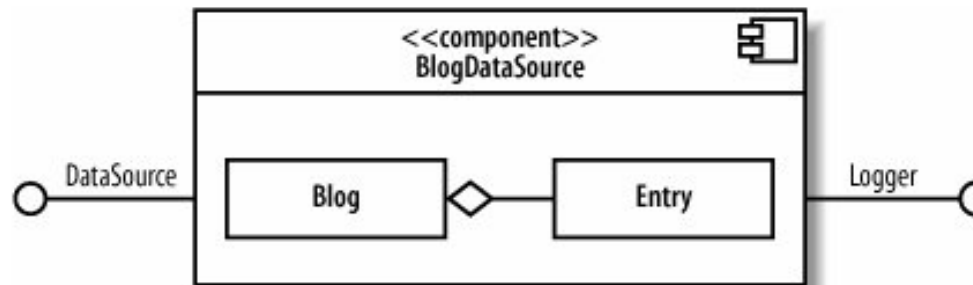 <<component>>
BlogDataSource
DataSource
Blog
Entry
Logger